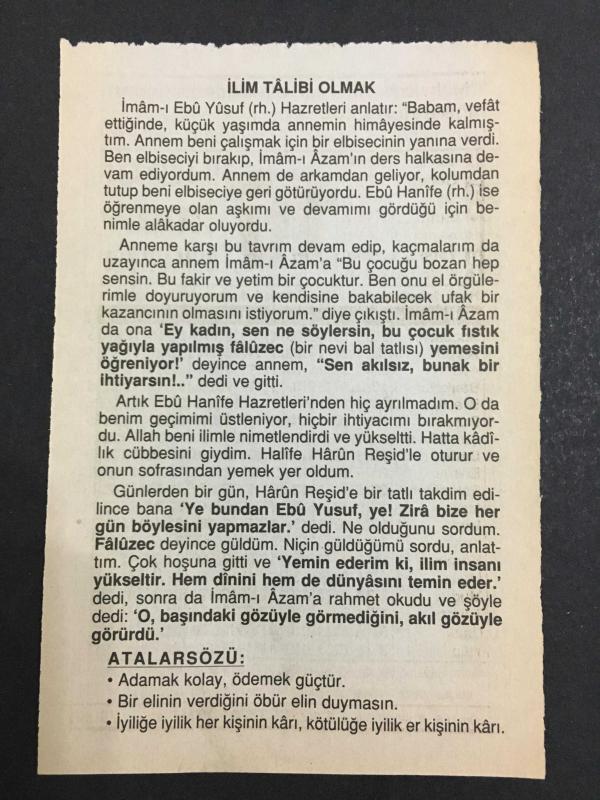 İLİM TÂLİBİ OLMAK
İmâm-ı Ebû Yûsuf (rh.) Hazretleri anlatır: “Babam, vefât
ettiğinde, küçük yaşımda annemin himâyesinde kalmış-
tım. Annem beni çalışmak için bir elbisecinin yanına verdi.
Ben elbiseciyi bırakıp, İmâm-ı Âzam’ın ders halkasına de-
vam ediyordum. Annem de arkamdan geliyor, kolumdan
tutup beni elbiseciye geri götürüyordu. Ebû Hanîfe (rh.) ise
öğrenmeye olan aşkımı ve devamımı gördüğü için be-
nimle alâkadar oluyordu.
Anneme karşı bu tavrım devam edip, kaçmalarım da
uzayınca annem İmâm-ı Âzam’a “Bu çocuğu bozan hep
sensin. Bu fakir ve yetim bir çocuktur. Ben onu el örgüle-
rimle doyuruyorum ve kendisine bakabilecek ufak bir
kazancının olmasını istiyorum.” diye çıkıştı. İmâm-ı Âzam
da ona ‘Ey kadın, sen ne söylersin, bu çocuk fıstık
yağıyla yapılmış fâlûzec (bir nevi bal tatlısı) yemesini
öğreniyor!’ deyince annem, “Sen akılsız, bunak bir
ihtiyarsın!..” dedi ve gitti.
Artık Ebû Hanîfe Hazretleri’nden hiç ayrılmadım. O da
benim geçimimi üstleniyor, hiçbir ihtiyacımı bırakmıyor-
du. Allah beni ilimle nimetlendirdi ve yükseltti. Hatta kâdî-
lık cübbesini giydim. Halîfe Hârûn Reşid’le oturur ve
onun sofrasından yemek yer oldum.
Günlerden bir gün, Hârûn Reşid’e bir tatlı takdim edi-
lince bana ‘Ye bundan Ebû Yusuf, ye! Zirâ bize her
gün böylesini yapmazlar.’ dedi. Ne olduğunu sordum.
Fâlûzec deyince güldüm. Niçin güldüğümü sordu, anlat-
tım. Çok hoşuna gitti ve ‘Yemin ederim ki, ilim insanı
yükseltir. Hem dînini hem de dünyâsını temin eder.’
dedi, sonra da İmâm-ı Âzam’a rahmet okudu ve şöyle
dedi: ‘O, başındaki gözüyle görmediğini, akıl gözüyle
görürdü.’
ATALARSÖZÜ:
• Adamak kolay, ödemek güçtür.
• Bir elinin verdiğini öbür elin duymasın.
• İyiliğe iyilik her kişinin kârı, kötülüğe iyilik er kişinin kârı.